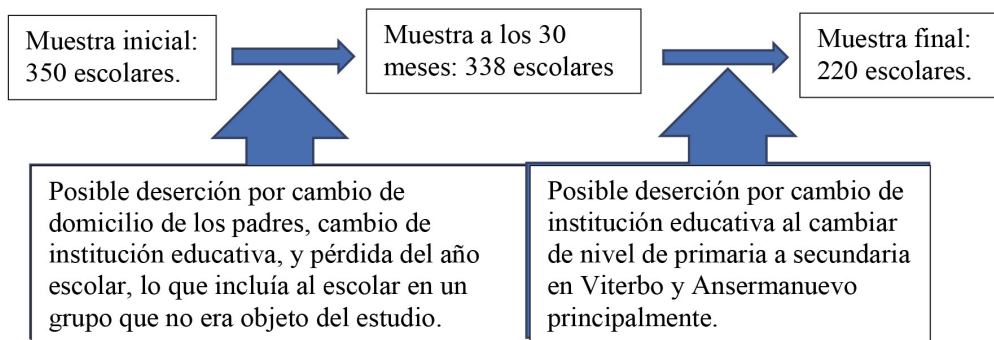 Muestra inicial:
350 escolares.
Muestra a los 30
meses: 338 escolares
Muestra final:
220 escolares.
Posible deserción por cambio de
domicilio de los padres, cambio de
institución educativa, y pérdida del año
escolar, lo que incluía al escolar en un
grupo que no era objeto del estudio.
Posible deserción por cambio de
institución educativa al cambiar
de nivel de primaria a secundaria
en Viterbo y Ansermanuevo
principalmente.